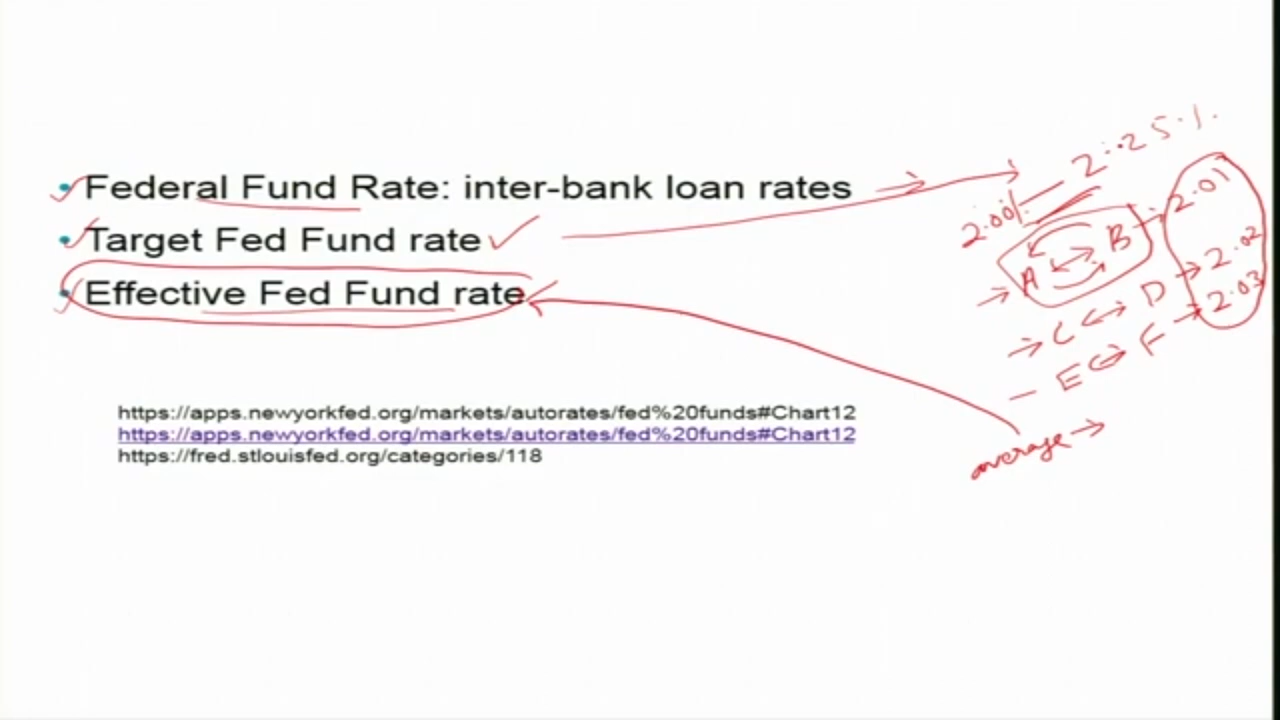 • Federal Fund Rate: inter-bank loan rates
• Target Fed Fund rate
• Effective Fed Fund rate
https://apps.newyorkfed.org/markets/autorates/fed%20funds#Chart12
https://apps.newyorkfed.org/markets/autorates/fed%20funds#Chart12
https://fred.stlouisfed.org/categories/118
2.00% — 2.25%
A B → 2.01
→ C ↔ D → 2.02
— E ↔ F → 2.03
average →